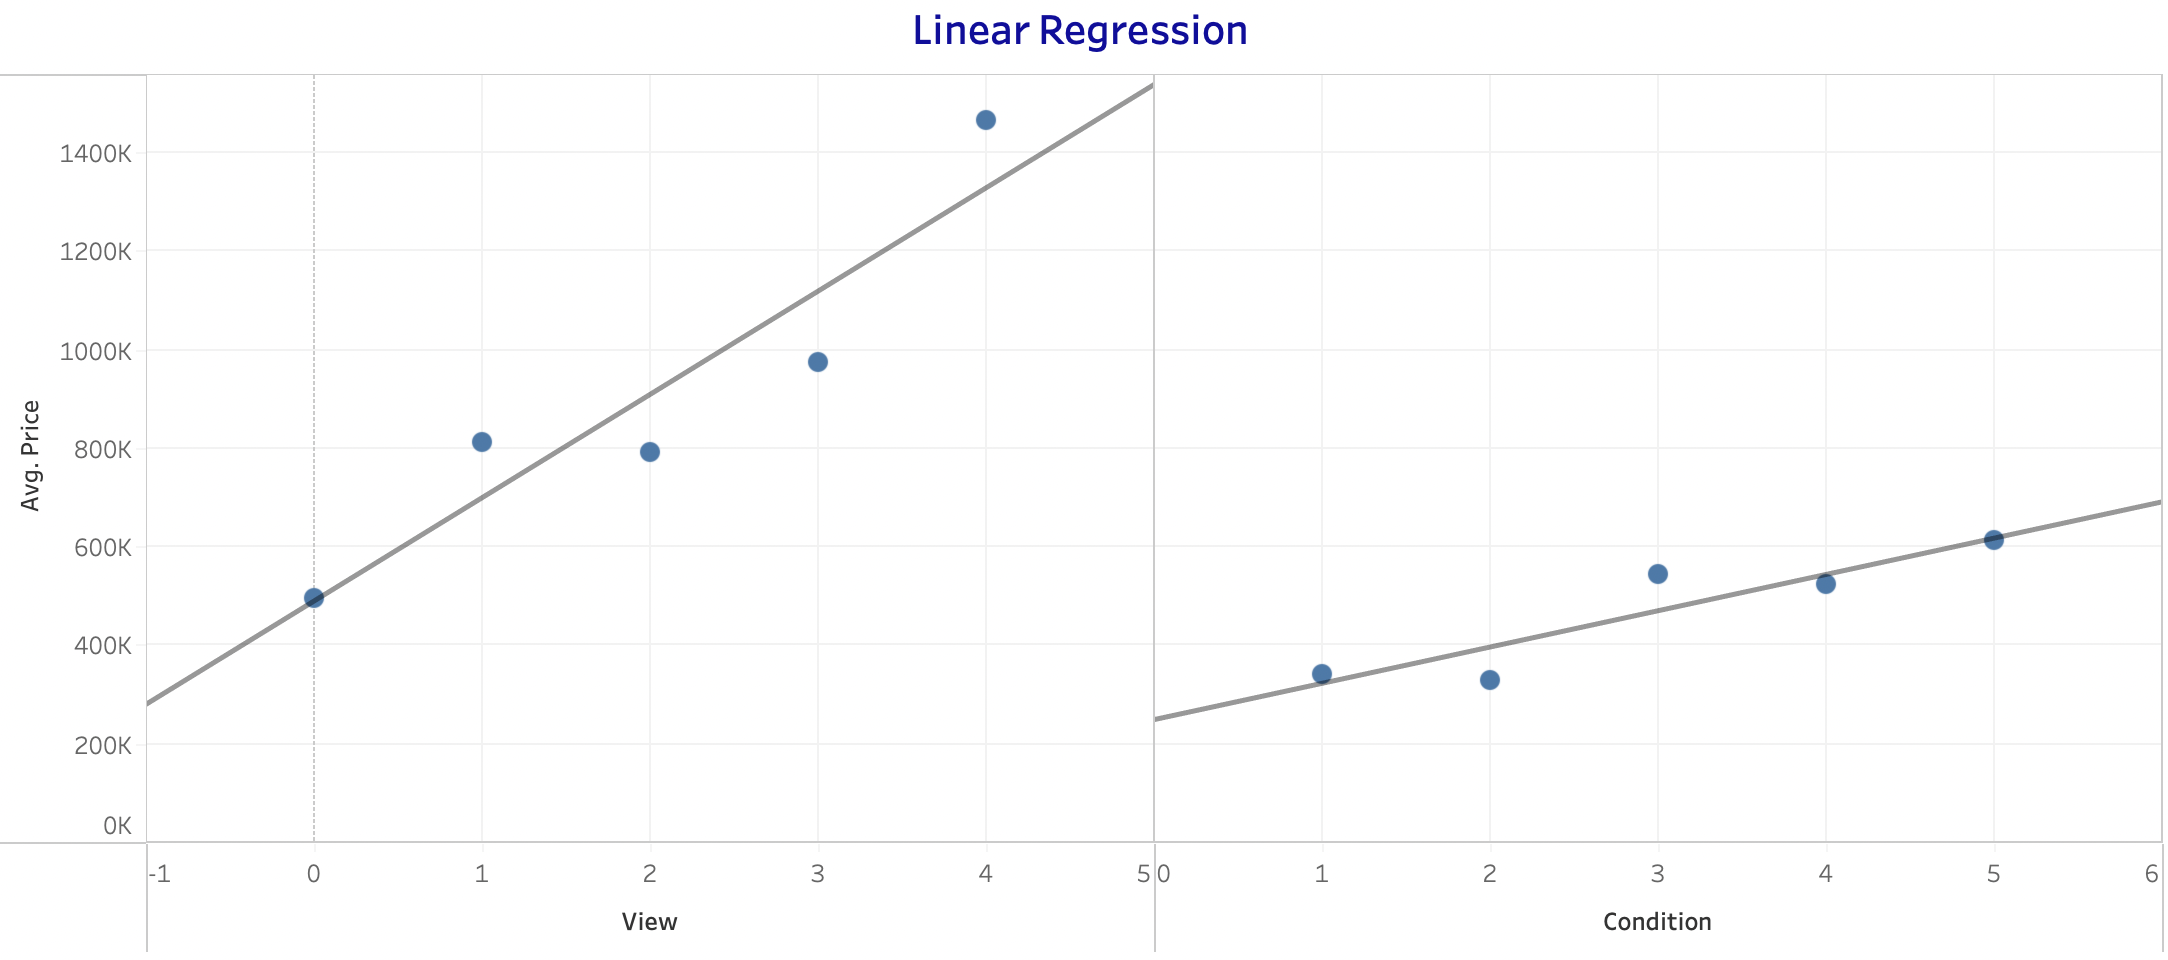 Linear Regression
1400K
1200K
1000K
800K
600K
400K
200K
0K
Avg. Price
-1 0 1 2 3 4 5 0 1 2 3 4 5 6
View Condition